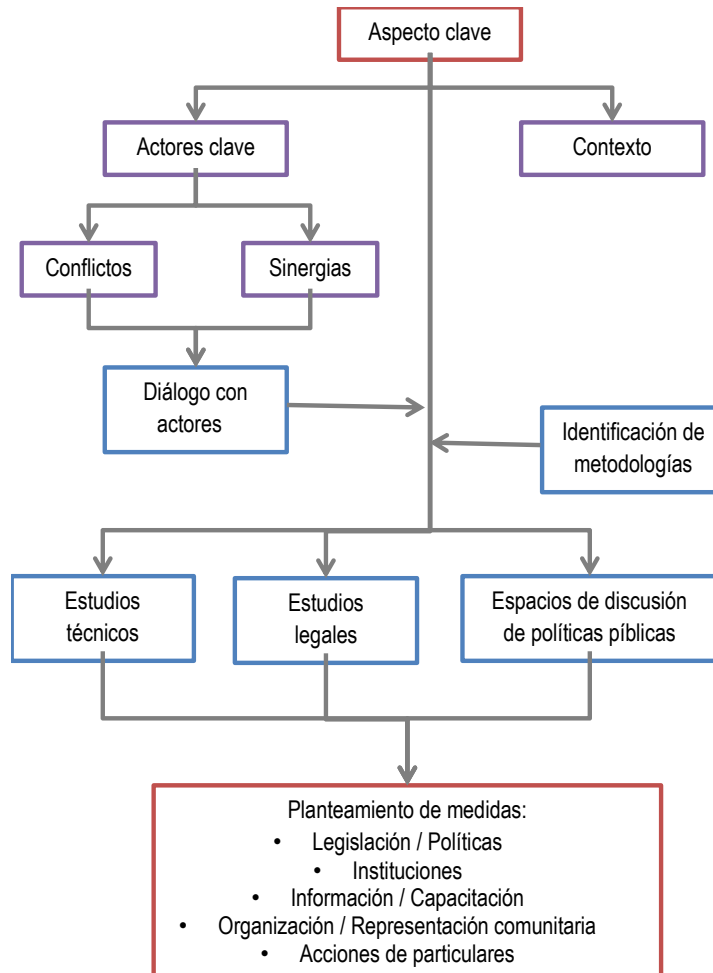 Aspecto clave
Actores clave
Contexto
Conflictos
Sinergias
Diálogo con
actores
Identificación de
metodologías
Estudios
técnicos
Estudios
legales
Espacios de discusión
de políticas píblicas
Planteamiento de medidas:
• Legislación / Políticas
• Instituciones
• Información / Capacitación
• Organización / Representación comunitaria
• Acciones de particulares